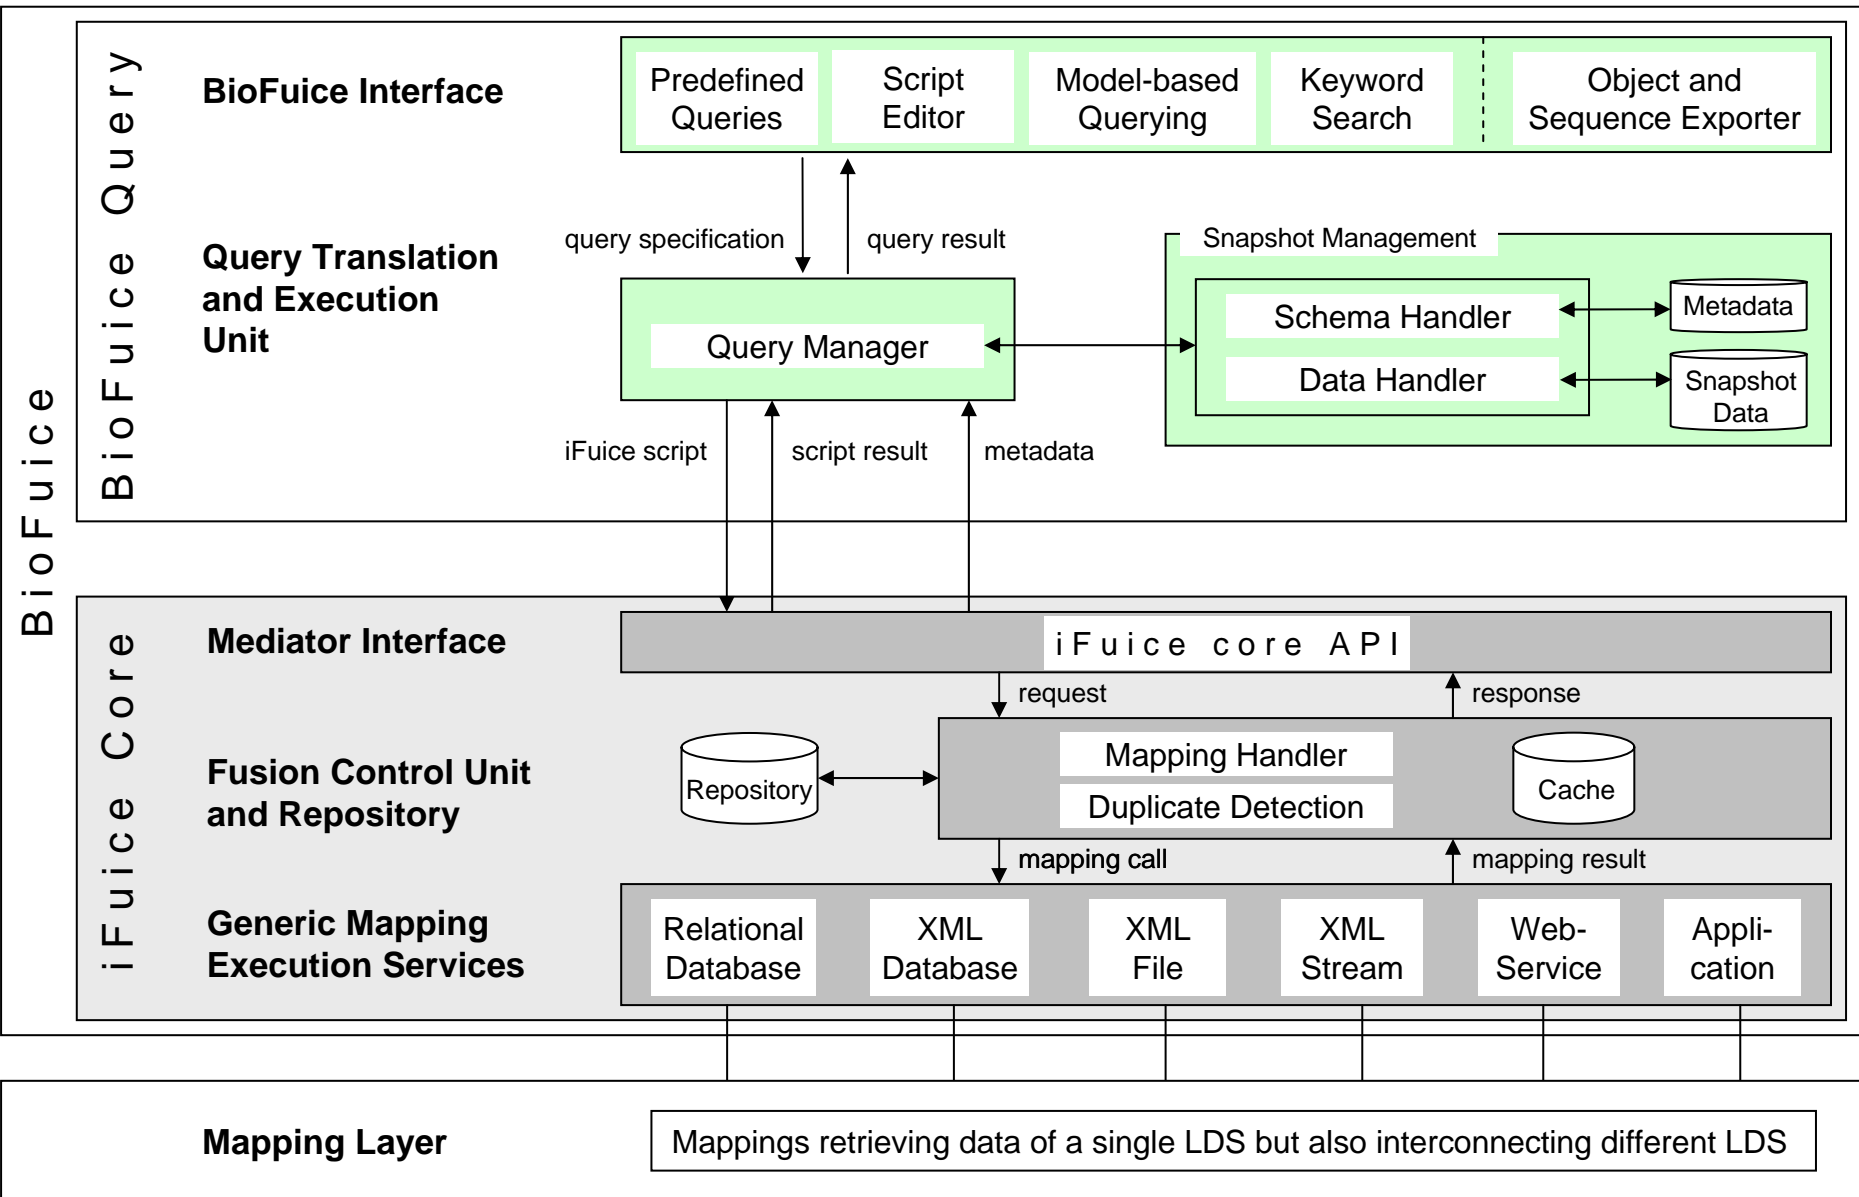 BioFuice
BioFuice Query
BioFuice Interface
Predefined
Queries
Script
Editor
Model-based
Querying
Keyword
Search
Object and
Sequence Exporter
query specification
query result
Query Translation
and Execution
Unit
Query Manager
Snapshot Management
Schema Handler
Data Handler
Metadata
Snapshot
Data
iFuice script
script result
metadata
iFuice Core
Mediator Interface
iFuice core API
request
response
Fusion Control Unit
and Repository
Repository
Mapping Handler
Duplicate Detection
Cache
mapping call
mapping result
Generic Mapping
Execution Services
Relational
Database
XML
Database
XML
File
XML
Stream
Web-
Service
Appli-
cation
Mapping Layer
Mappings retrieving data of a single LDS but also interconnecting different LDS